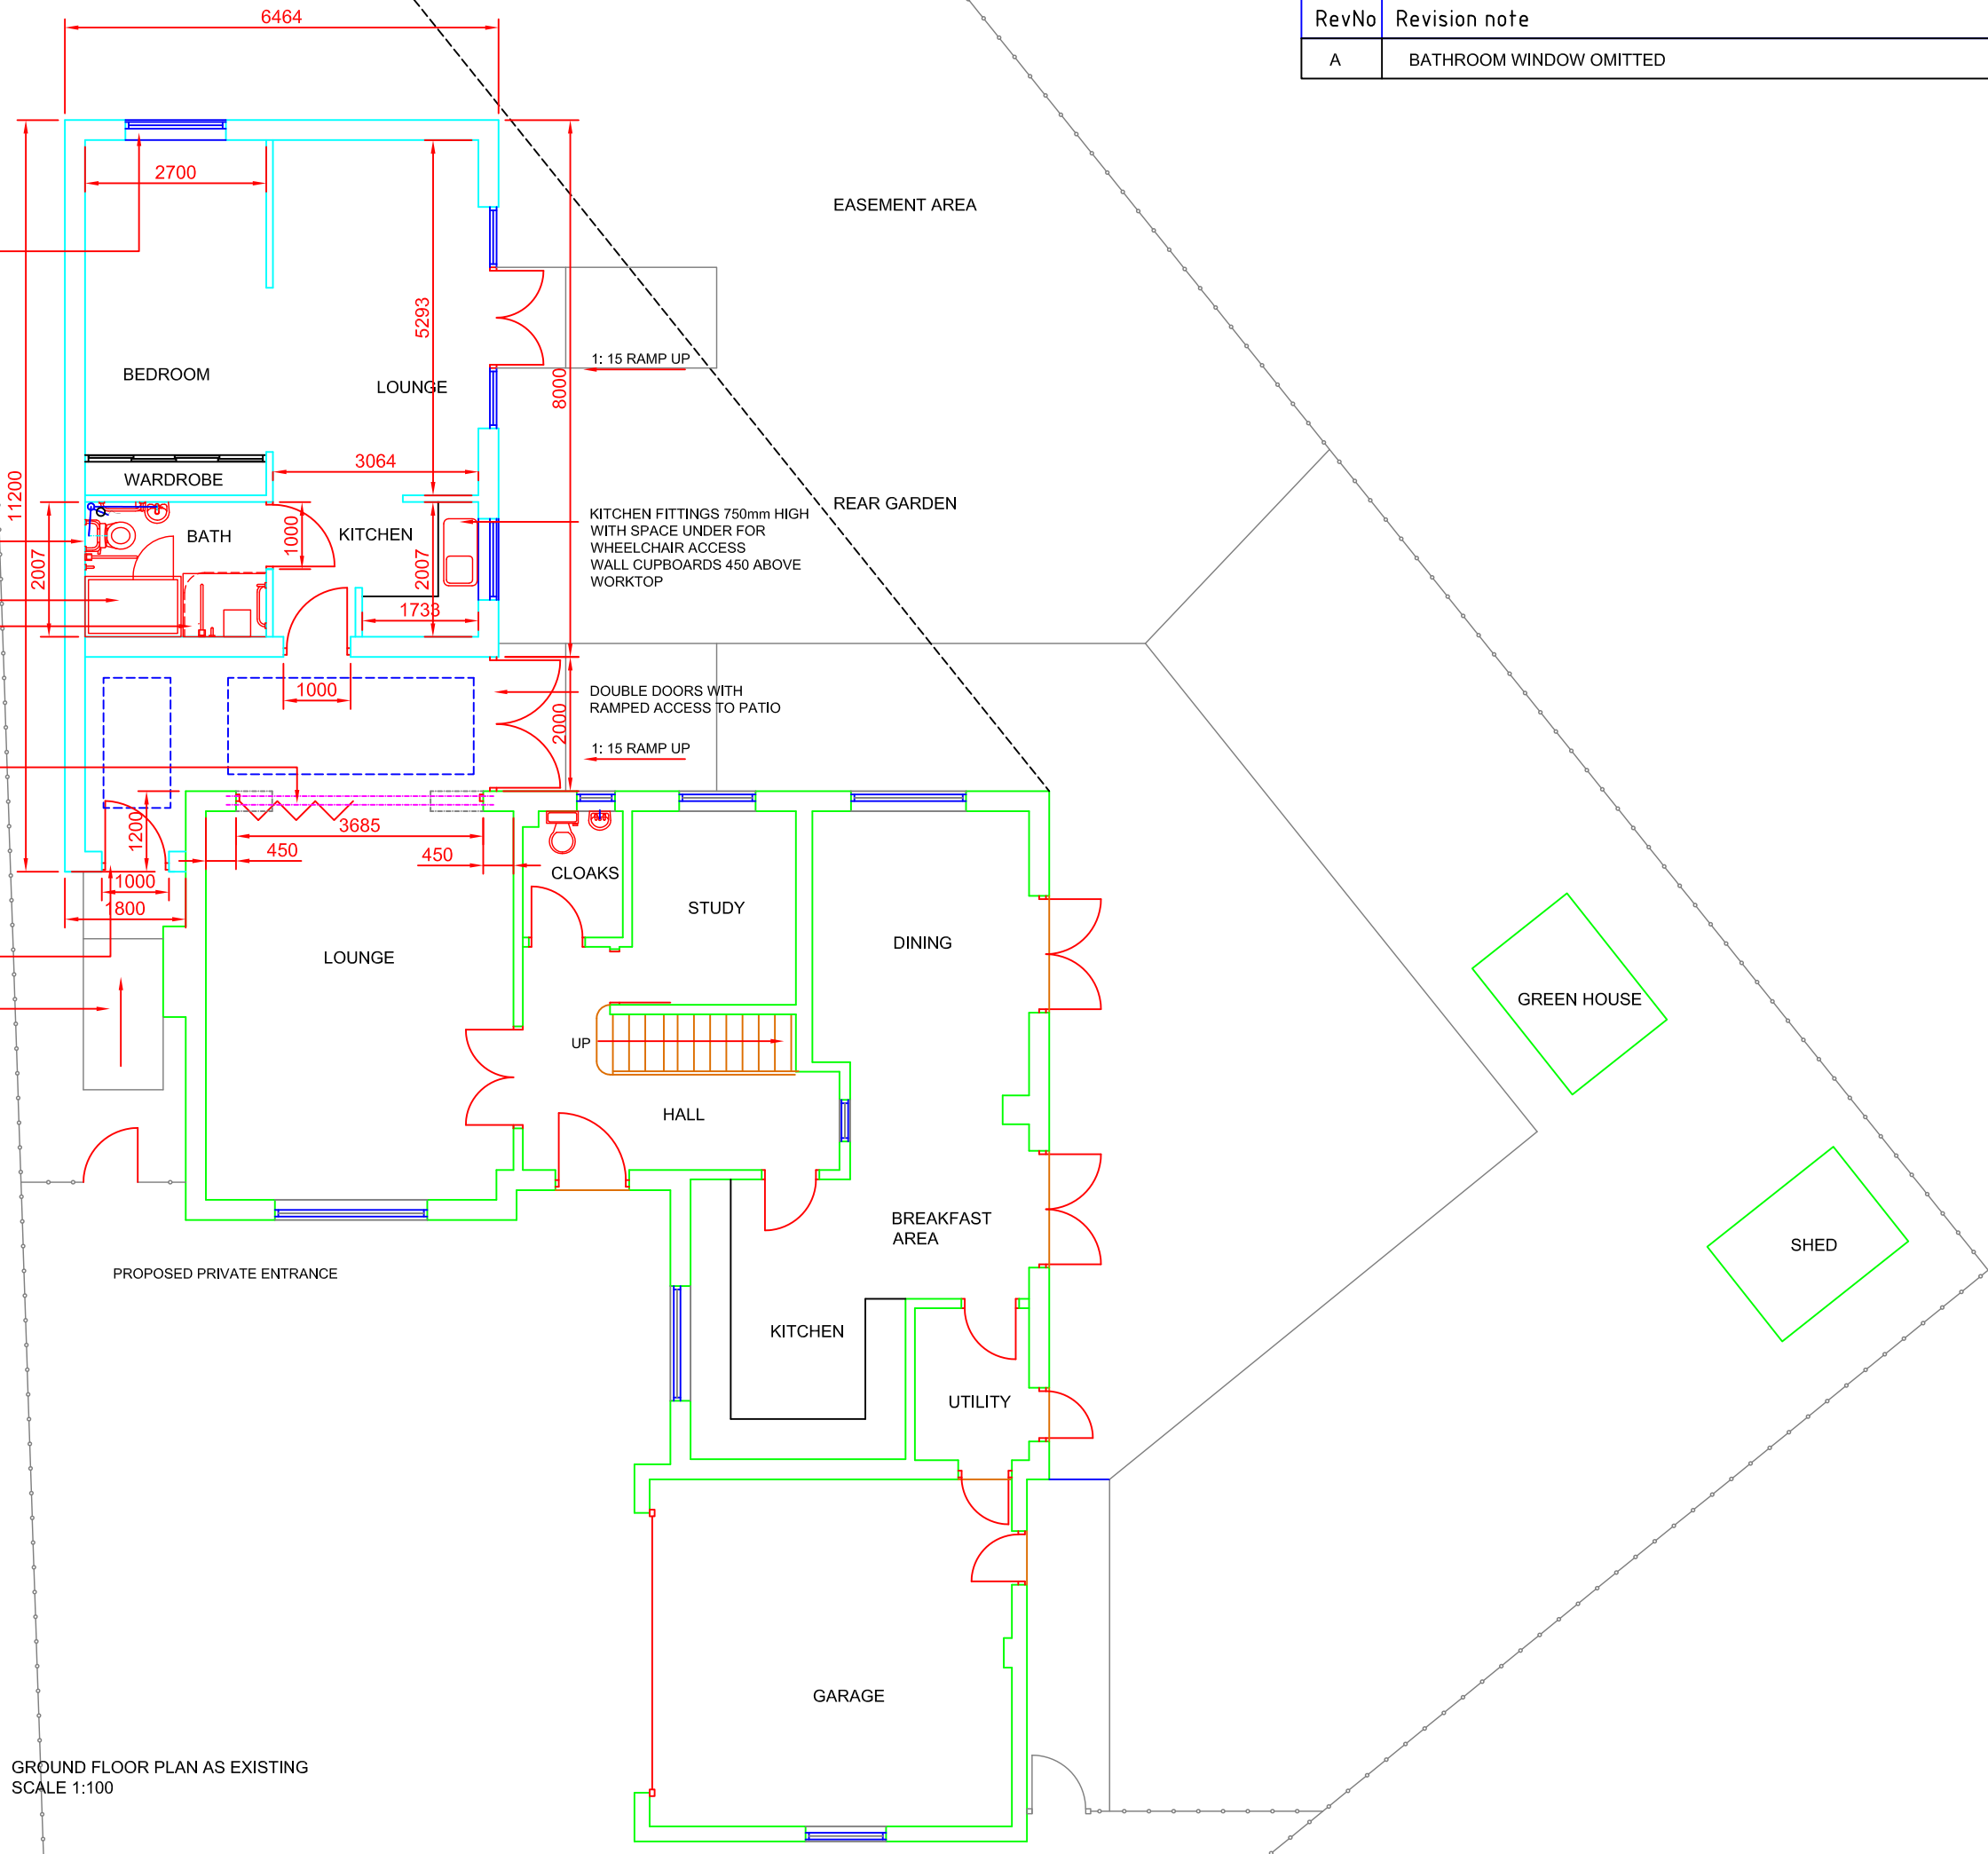 RevNo Revision note
A BATHROOM WINDOW OMITTED
6464
2700
EASEMENT AREA
5293
1: 15 RAMP UP
BEDROOM
LOUNGE
8000
3064
WARDROBE
11200
REAR GARDEN
KITCHEN FITTINGS 750mm HIGH
WITH SPACE UNDER FOR
WHEELCHAIR ACCESS
WALL CUPBOARDS 450 ABOVE
WORKTOP
BATH
1000
KITCHEN
2007
2007
1733
1000
DOUBLE DOORS WITH
RAMPED ACCESS TO PATIO
2000
1: 15 RAMP UP
1200
3685
450
450
1000
1800
CLOAKS
STUDY
DINING
LOUNGE
GREEN HOUSE
UP
HALL
BREAKFAST
AREA
SHED
PROPOSED PRIVATE ENTRANCE
KITCHEN
UTILITY
GARAGE
GROUND FLOOR PLAN AS EXISTING
SCALE 1:100